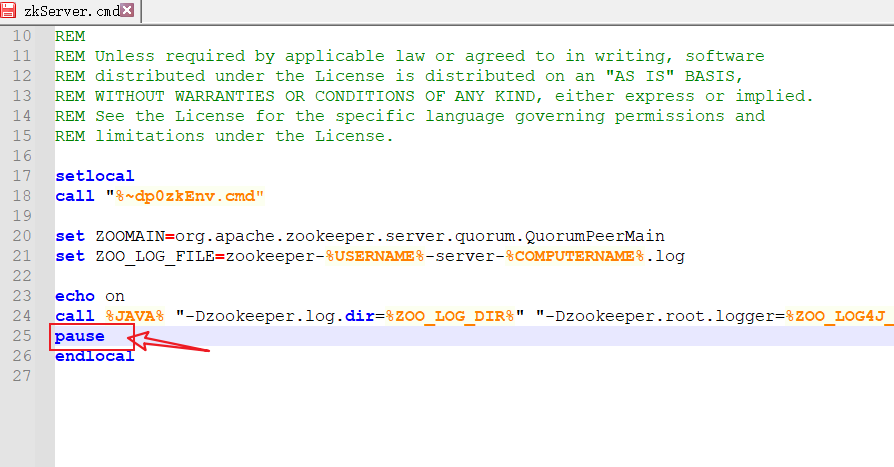 zkServer.cmd
10 REM
11 REM Unless required by applicable law or agreed to in writing, software
12 REM distributed under the License is distributed on an "AS IS" BASIS,
13 REM WITHOUT WARRANTIES OR CONDITIONS OF ANY KIND, either express or implied.
14 REM See the License for the specific language governing permissions and
15 REM limitations under the License.
16
17 setlocal
18 call "%~dp0zkEnv.cmd"
19
20 set ZOOMAIN=org.apache.zookeeper.server.quorum.QuorumPeerMain
21 set ZOO_LOG_FILE=zookeeper-%USERNAME%-server-%COMPUTERNAME%.log
22
23 echo on
24 call %JAVA% "-Dzookeeper.log.dir=%ZOO_LOG_DIR%" "-Dzookeeper.root.logger=%ZOO_LOG4J_
25 pause
26 endlocal
27